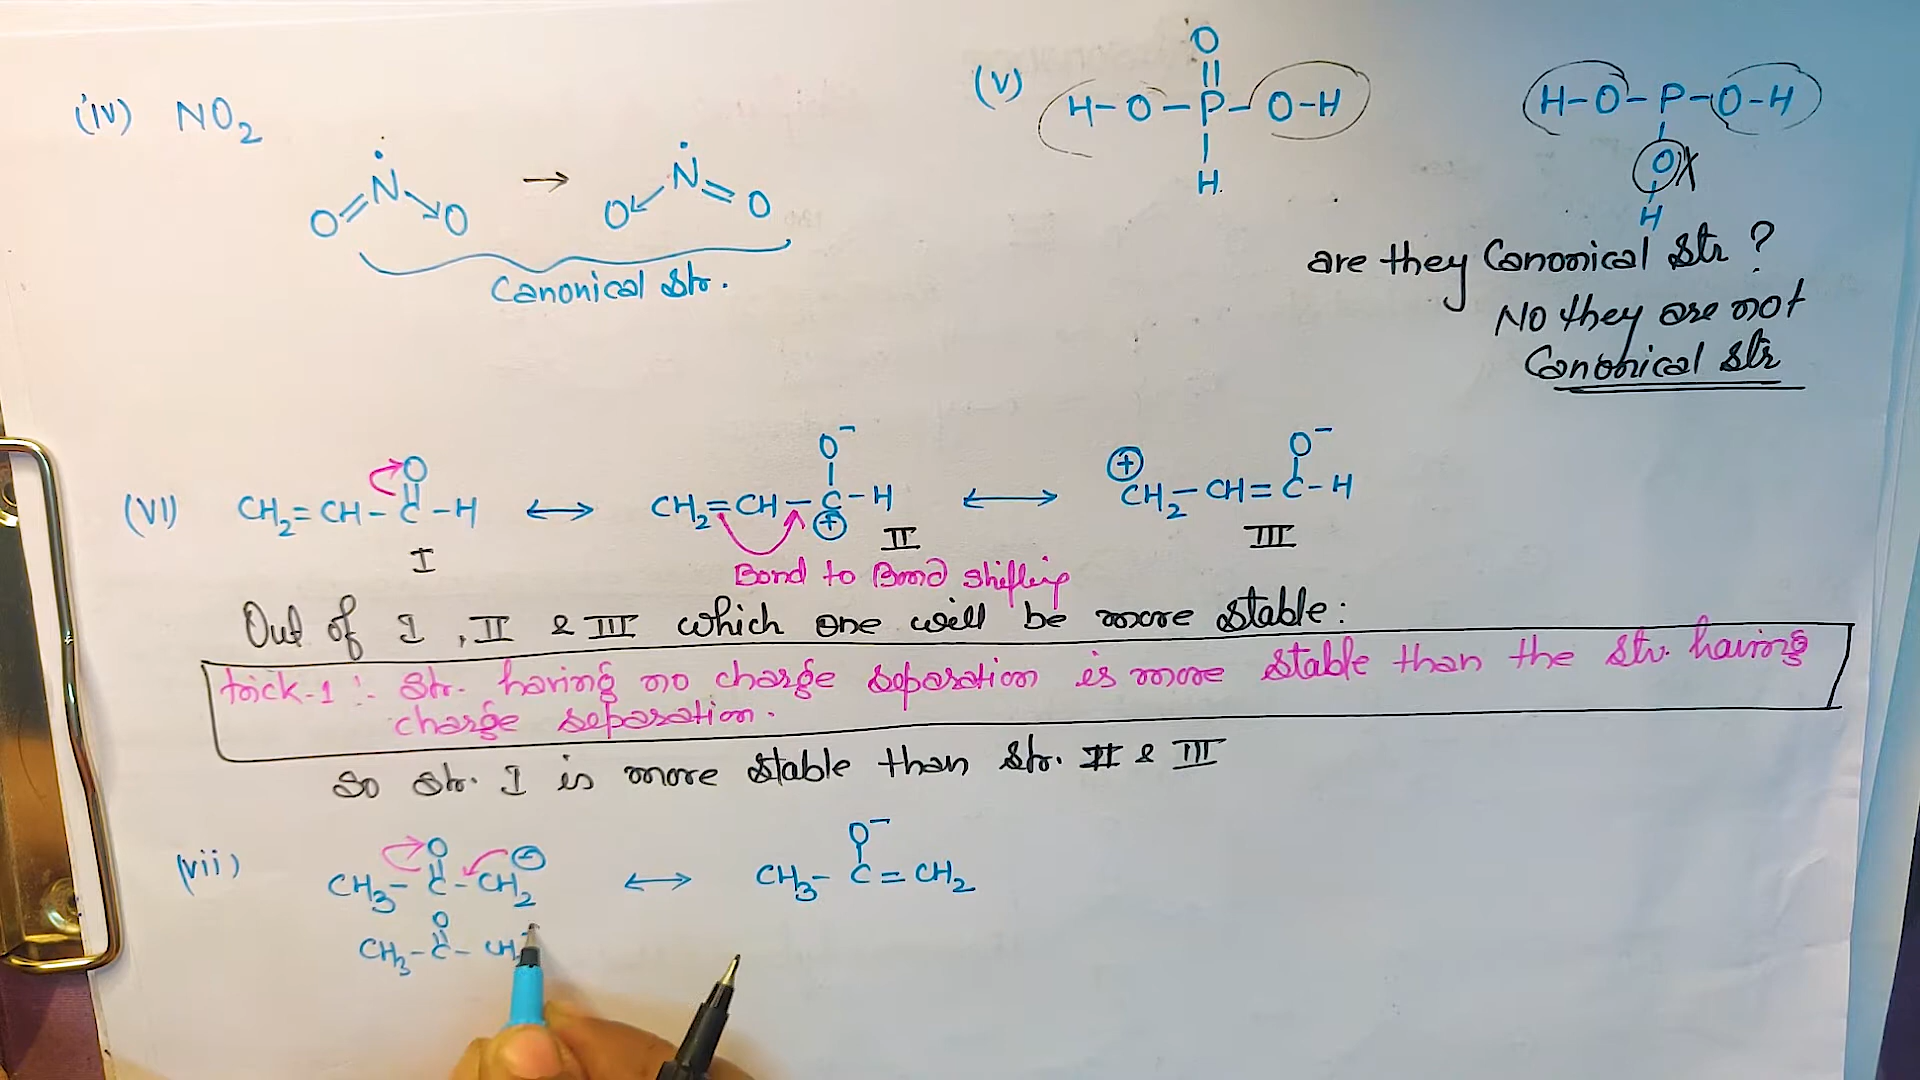 (iv) NO2
O=N→O → O←N=O
Canonical Str.
(V) O
H-O-P-O-H
H
H-O-P-O-H
O X
H
are they Canonical Str ?
No they are not
Canonical Str
(VI) CH2=CH-C-H ↔ CH2=CH-C-H ↔ CH2-CH=C-H
O O⁻ O⁻
⊕ ⊕
I II III
Bond to Bond shifting
Out of I, II & III which one will be more stable:
trick-1 :- Str. having no charge separation is more stable than the str. having
charge separation.
So Str. I is more stable than Str. II & III
(vii) O ⊖ O⁻
CH3-C-CH2 ↔ CH3-C=CH2
O
CH3-C-CH